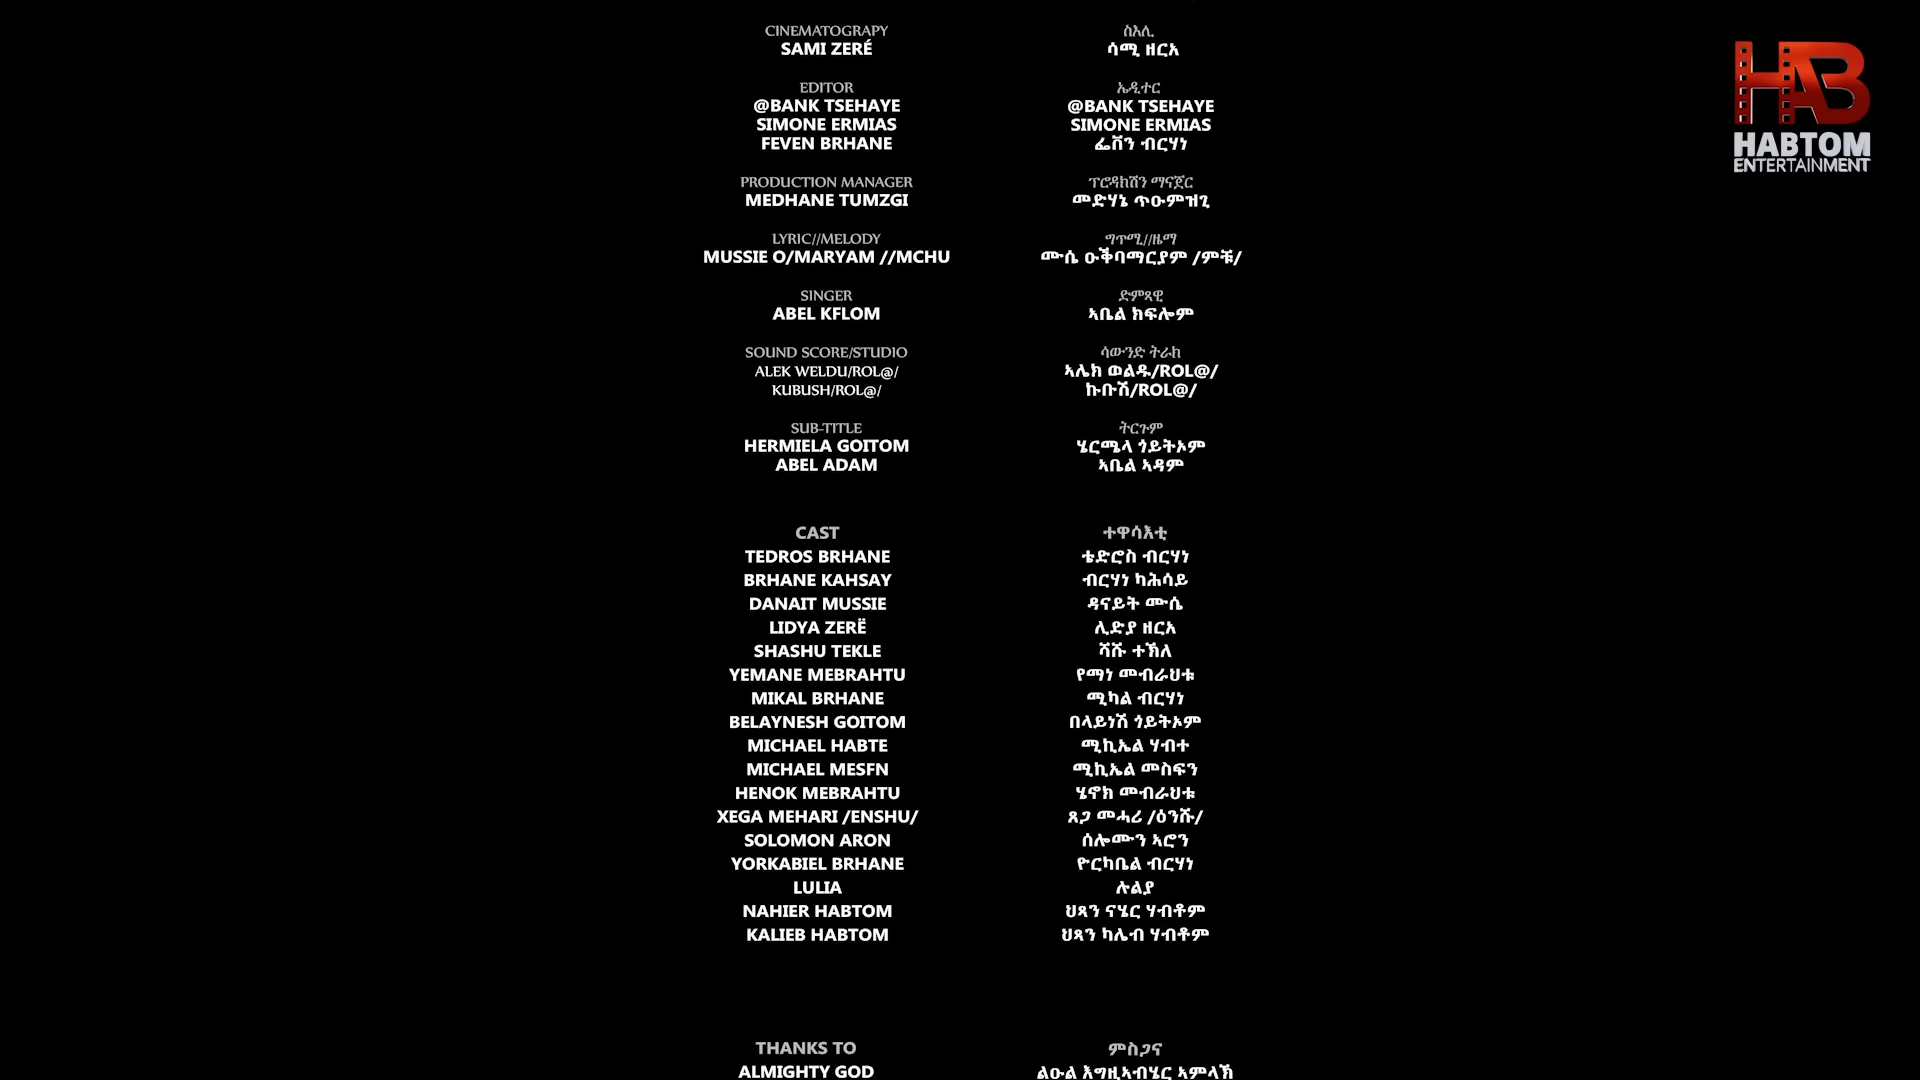 CINEMATOGRAPY
SAMI ZERÉ
EDITOR
@BANK TSEHAYE
SIMONE ERMIAS
FEVEN BRHANE
PRODUCTION MANAGER
MEDHANE TUMZGI
LYRIC//MELODY
MUSSIE O/MARYAM //MCHU
SINGER
ABEL KFLOM
SOUND SCORE/STUDIO
ALEK WELDU/ROL@/
KUBUSH/ROL@/
SUB-TITLE
HERMIELA GOITOM
ABEL ADAM
CAST
TEDROS BRHANE
BRHANE KAHSAY
DANAIT MUSSIE
LIDYA ZERË
SHASHU TEKLE
YEMANE MEBRAHTU
MIKAL BRHANE
BELAYNESH GOITOM
MICHAEL HABTE
MICHAEL MESFN
HENOK MEBRAHTU
XEGA MEHARI /ENSHU/
SOLOMON ARON
YORKABIEL BRHANE
LULIA
NAHIER HABTOM
KALIEB HABTOM
THANKS TO
ALMIGHTY GOD
ስእሊ
ሳሚ ዘርአ
ኤዲተር
@BANK TSEHAYE
SIMONE ERMIAS
ፌቨን ብርሃነ
ፕሮዳክሽን ማናጀር
መድሃኔ ጥዑምዝጊ
ግጥሚ//ዜማ
ሙሴ ዑቕባማርያም /ምቹ/
ድምጻዊ
ኣቤል ክፍሎም
ሳውንድ ትራክ
ኣሌክ ወልዱ/ROL@/
ኩቡሽ/ROL@/
ትርጉም
ሄርሜላ ጎይትኦም
ኣቤል ኣዳም
ተዋሳእቲ
ቴድሮስ ብርሃነ
ብርሃነ ካሕሳይ
ዳናይት ሙሴ
ሊድያ ዘርአ
ሻሹ ተኽለ
የማነ መብራህቱ
ሚካል ብርሃነ
በላይነሽ ጎይትኦም
ሚኪኤል ሃብተ
ሚኪኤል መስፍን
ሄኖክ መብራህቱ
ጸጋ መሓሪ /ዕንሹ/
ሰሎሙን ኣሮን
ዮርካቤል ብርሃነ
ሉልያ
ህጻን ናሄር ሃብቶም
ህጻን ካሌብ ሃብቶም
ምስጋና
ልዑል እግዚኣብሄር ኣምላኽ
HAB
HABTOM
ENTERTAINMENT